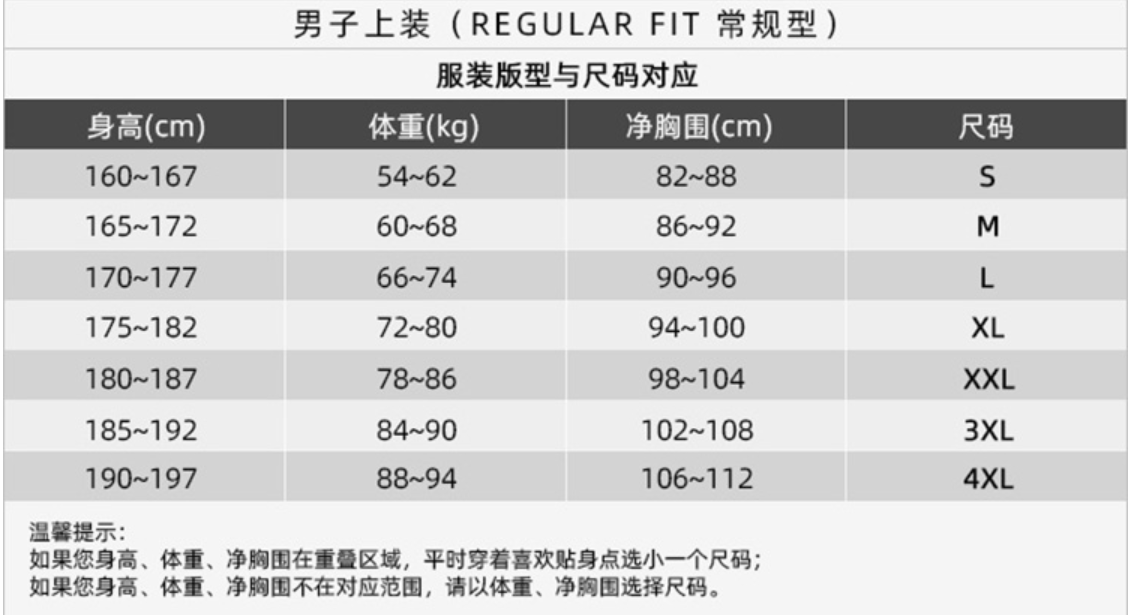 男子上装（REGULAR FIT 常规型）
服装版型与尺码对应
身高(cm) 体重(kg) 净胸围(cm) 尺码
160~167 54~62 82~88 S
165~172 60~68 86~92 M
170~177 66~74 90~96 L
175~182 72~80 94~100 XL
180~187 78~86 98~104 XXL
185~192 84~90 102~108 3XL
190~197 88~94 106~112 4XL
温馨提示：
如果您身高、体重、净胸围在重叠区域，平时穿着喜欢贴身点选小一个尺码；
如果您身高、体重、净胸围不在对应范围，请以体重、净胸围选择尺码。